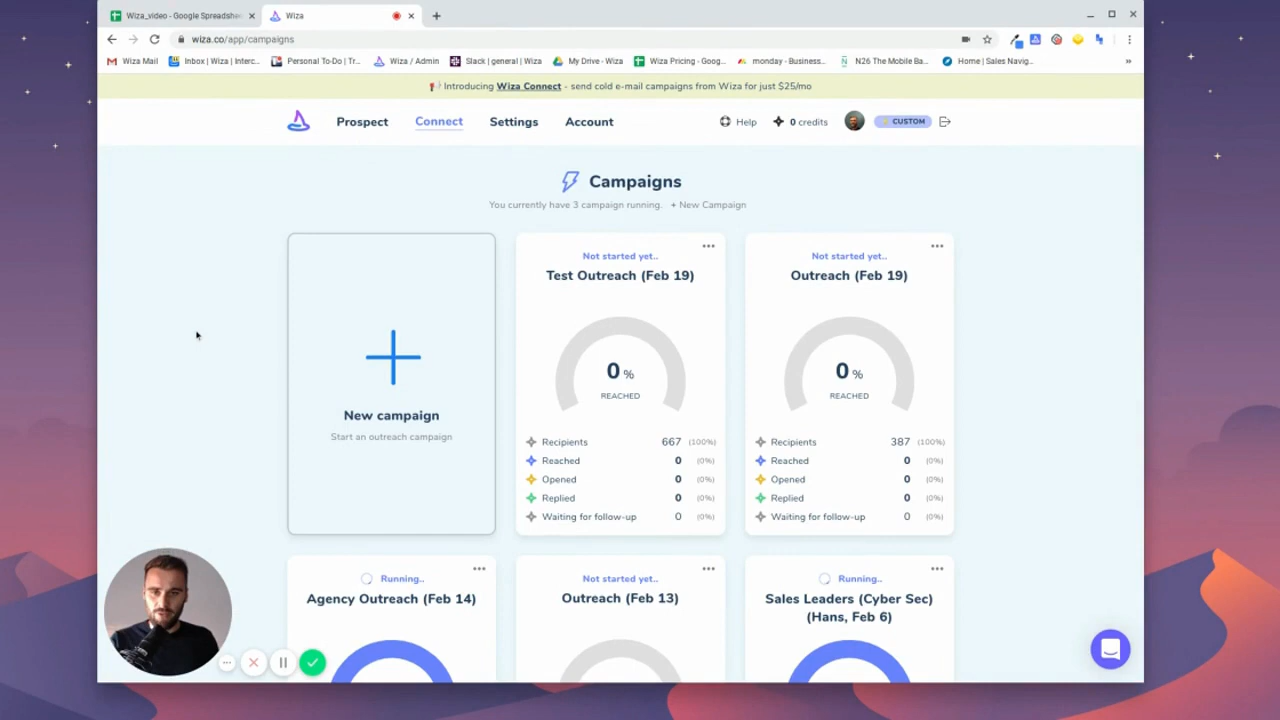 Wiza_video - Google Spreadshee
Wiza
wiza.co/app/campaigns
Wiza Mail
Inbox | Wiza | Interc...
Personal To-Do | Tr...
Wiza / Admin
Slack | general | Wiza
My Drive - Wiza
Wiza Pricing - Goog...
monday - Business...
N26 The Mobile Ba...
Home | Sales Navig...
»
Introducing Wiza Connect - send cold e-mail campaigns from Wiza for just $25/mo
Prospect
Connect
Settings
Account
Help
0 credits
CUSTOM
Campaigns
You currently have 3 campaign running. + New Campaign
New campaign
Start an outreach campaign
Not started yet..
Test Outreach (Feb 19)
0 %
REACHED
Recipients 667 (100%)
Reached 0 (0%)
Opened 0 (0%)
Replied 0 (0%)
Waiting for follow-up 0 (0%)
Not started yet..
Outreach (Feb 19)
0 %
REACHED
Recipients 387 (100%)
Reached 0 (0%)
Opened 0 (0%)
Replied 0 (0%)
Waiting for follow-up 0 (0%)
Running..
Agency Outreach (Feb 14)
Not started yet..
Outreach (Feb 13)
Running..
Sales Leaders (Cyber Sec)
(Hans, Feb 6)